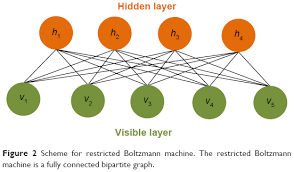 Hidden layer
h1 h2 h3 h4
v1 v2 v3 v4 v5
Visible layer
Figure 2 Scheme for restricted Boltzmann machine. The restricted Boltzmann
machine is a fully connected bipartite graph.